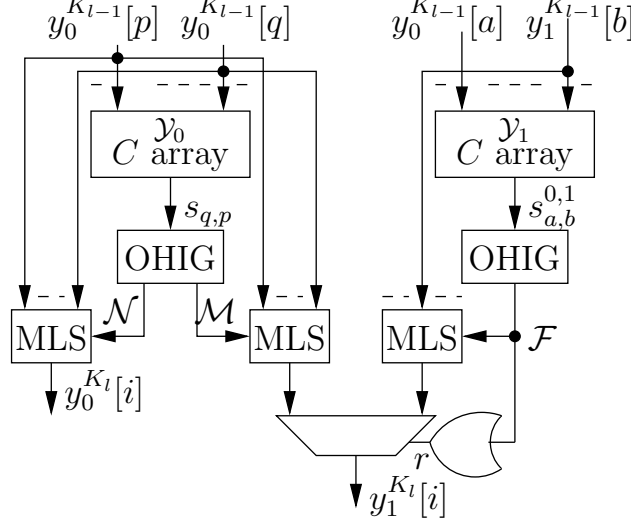 y_0^{K_{l-1}}[p] y_0^{K_{l-1}}[q] y_0^{K_{l-1}}[a] y_1^{K_{l-1}}[b]
𝒴_0 𝒴_1
C array C array
s_{q,p} s_{a,b}^{0,1}
OHIG OHIG
𝒩 ℳ
MLS MLS MLS ℱ
y_0^{K_l}[i]
r
y_1^{K_l}[i]